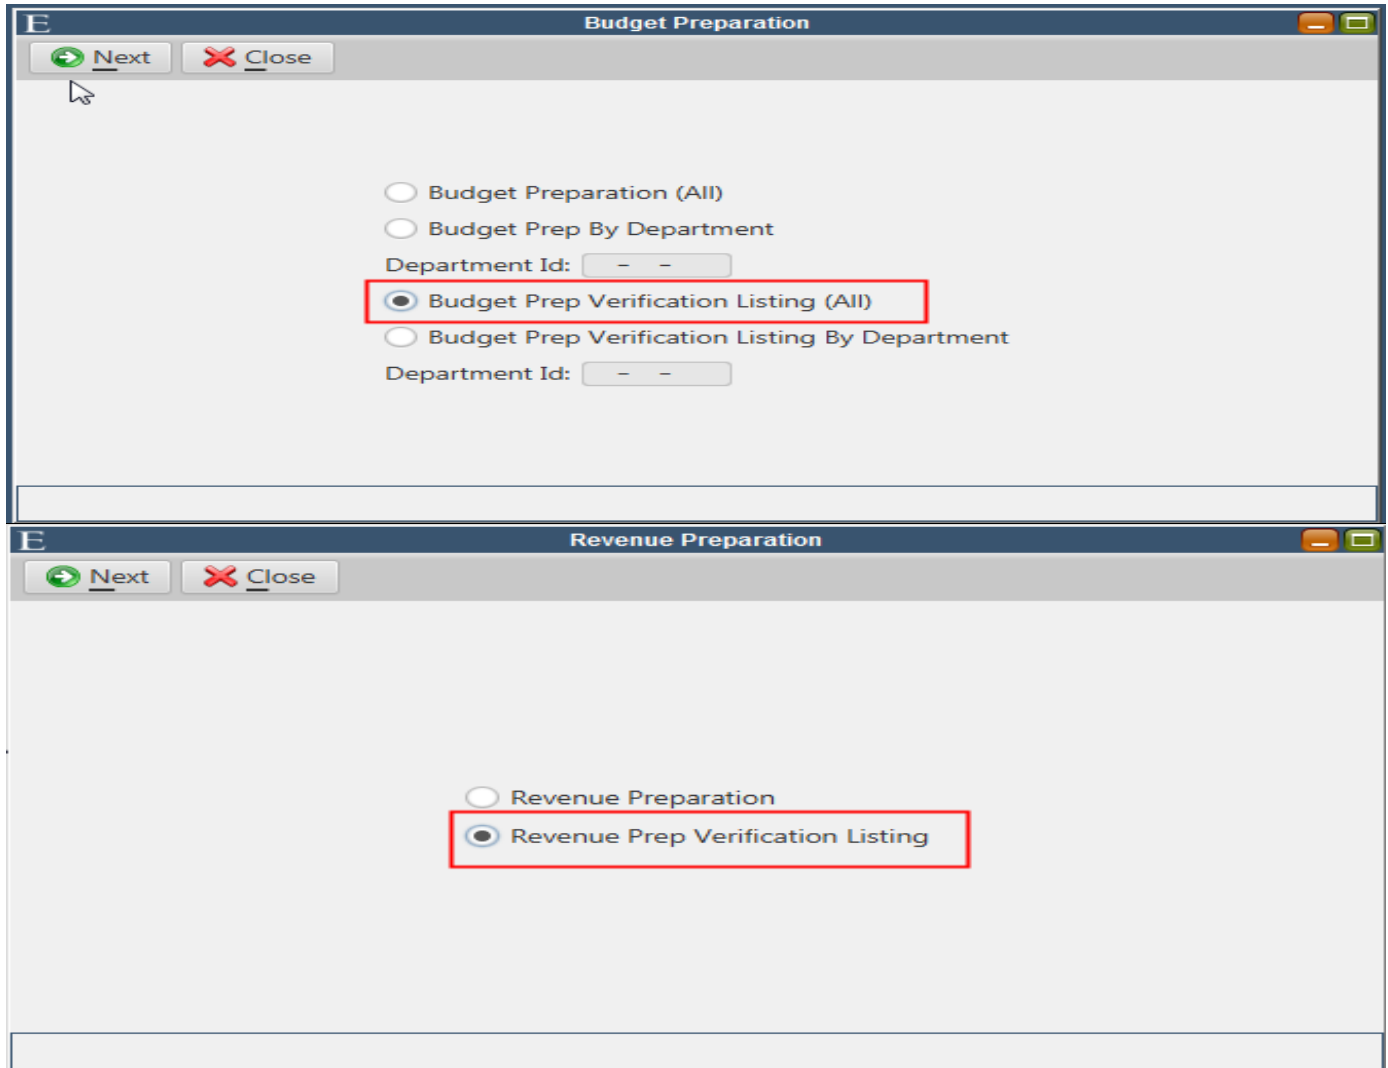 E Budget Preparation
Next Close
Budget Preparation (All)
Budget Prep By Department
Department Id: - -
Budget Prep Verification Listing (All)
Budget Prep Verification Listing By Department
Department Id: - -
E Revenue Preparation
Next Close
Revenue Preparation
Revenue Prep Verification Listing